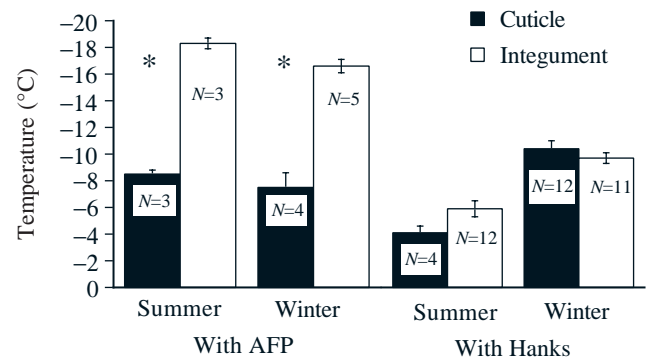 Temperature (°C)
–20
–18
–16
–14
–12
–10
–8
–6
–4
–2
0
Cuticle
Integument
*
*
N=3
N=3
N=4
N=5
N=4
N=12
N=12
N=11
Summer
Winter
Summer
Winter
With AFP
With Hanks